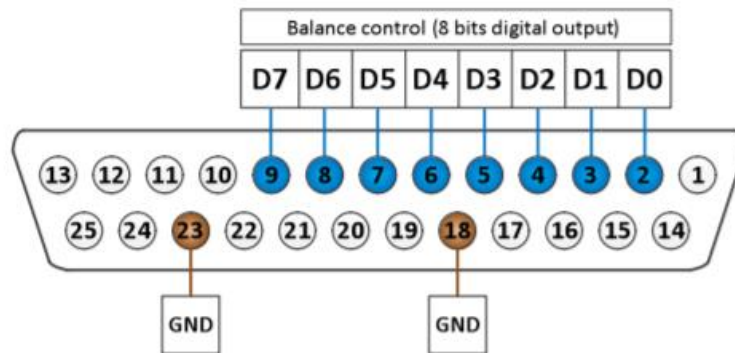 Balance control (8 bits digital output)
D7 D6 D5 D4 D3 D2 D1 D0
13 12 11 10 9 8 7 6 5 4 3 2 1
25 24 23 22 21 20 19 18 17 16 15 14
GND GND